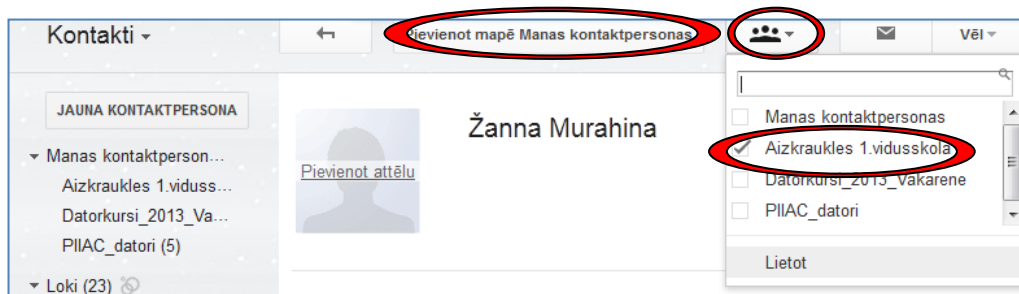 Kontakti
Pievienot mapē Manas kontaktpersonas
Vēl
JAUNA KONTAKTPERSONA
Manas kontaktperson...
Aizkraukles 1.viduss...
Datorkursi_2013_Va...
PIIAC_datori (5)
Loki (23)
Pievienot attēlu
Žanna Murahina
Manas kontaktpersonas
Aizkraukles 1.vidusskola
Datorkursi_2013_Vakarene
PIIAC_datori
Lietot